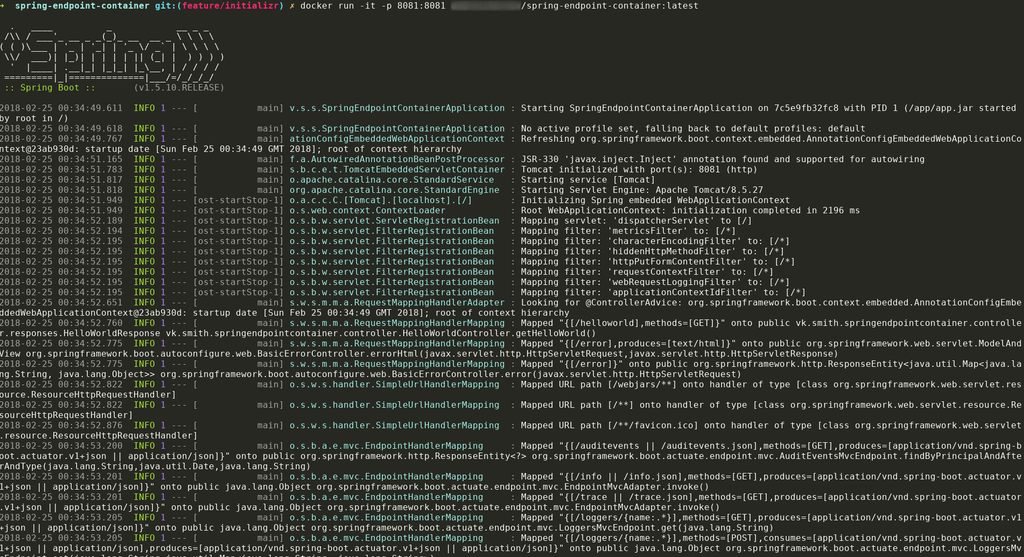 ➜  spring-endpoint-container git:(feature/initializr) ✗ docker run -it -p 8081:8081 /spring-endpoint-container:latest
:: Spring Boot ::        (v1.5.10.RELEASE)
2018-02-25 00:34:49.611  INFO 1 --- [           main] v.s.s.SpringEndpointContainerApplication : Starting SpringEndpointContainerApplication on 7c5e9fb32fc8 with PID 1 (/app/app.jar started
by root in /)
2018-02-25 00:34:49.618  INFO 1 --- [           main] v.s.s.SpringEndpointContainerApplication : No active profile set, falling back to default profiles: default
2018-02-25 00:34:49.767  INFO 1 --- [           main] ationConfigEmbeddedWebApplicationContext : Refreshing org.springframework.boot.context.embedded.AnnotationConfigEmbeddedWebApplicationCo
ntext@23ab930d: startup date [Sun Feb 25 00:34:49 GMT 2018]; root of context hierarchy
2018-02-25 00:34:51.165  INFO 1 --- [           main] f.a.AutowiredAnnotationBeanPostProcessor : JSR-330 'javax.inject.Inject' annotation found and supported for autowiring
2018-02-25 00:34:51.783  INFO 1 --- [           main] s.b.c.e.t.TomcatEmbeddedServletContainer : Tomcat initialized with port(s): 8081 (http)
2018-02-25 00:34:51.817  INFO 1 --- [           main] o.apache.catalina.core.StandardService   : Starting service [Tomcat]
2018-02-25 00:34:51.818  INFO 1 --- [           main] org.apache.catalina.core.StandardEngine  : Starting Servlet Engine: Apache Tomcat/8.5.27
2018-02-25 00:34:51.949  INFO 1 --- [ost-startStop-1] o.a.c.c.C.[Tomcat].[localhost].[/]       : Initializing Spring embedded WebApplicationContext
2018-02-25 00:34:51.949  INFO 1 --- [ost-startStop-1] o.s.web.context.ContextLoader            : Root WebApplicationContext: initialization completed in 2196 ms
2018-02-25 00:34:52.189  INFO 1 --- [ost-startStop-1] o.s.b.w.servlet.ServletRegistrationBean  : Mapping servlet: 'dispatcherServlet' to [/]
2018-02-25 00:34:52.194  INFO 1 --- [ost-startStop-1] o.s.b.w.servlet.FilterRegistrationBean   : Mapping filter: 'metricsFilter' to: [/*]
2018-02-25 00:34:52.195  INFO 1 --- [ost-startStop-1] o.s.b.w.servlet.FilterRegistrationBean   : Mapping filter: 'characterEncodingFilter' to: [/*]
2018-02-25 00:34:52.195  INFO 1 --- [ost-startStop-1] o.s.b.w.servlet.FilterRegistrationBean   : Mapping filter: 'hiddenHttpMethodFilter' to: [/*]
2018-02-25 00:34:52.195  INFO 1 --- [ost-startStop-1] o.s.b.w.servlet.FilterRegistrationBean   : Mapping filter: 'httpPutFormContentFilter' to: [/*]
2018-02-25 00:34:52.195  INFO 1 --- [ost-startStop-1] o.s.b.w.servlet.FilterRegistrationBean   : Mapping filter: 'requestContextFilter' to: [/*]
2018-02-25 00:34:52.195  INFO 1 --- [ost-startStop-1] o.s.b.w.servlet.FilterRegistrationBean   : Mapping filter: 'webRequestLoggingFilter' to: [/*]
2018-02-25 00:34:52.195  INFO 1 --- [ost-startStop-1] o.s.b.w.servlet.FilterRegistrationBean   : Mapping filter: 'applicationContextIdFilter' to: [/*]
2018-02-25 00:34:52.651  INFO 1 --- [           main] s.w.s.m.m.a.RequestMappingHandlerAdapter : Looking for @ControllerAdvice: org.springframework.boot.context.embedded.AnnotationConfigEmbe
ddedWebApplicationContext@23ab930d: startup date [Sun Feb 25 00:34:49 GMT 2018]; root of context hierarchy
2018-02-25 00:34:52.760  INFO 1 --- [           main] s.w.s.m.m.a.RequestMappingHandlerMapping : Mapped "{[/helloworld],methods=[GET]}" onto public vk.smith.springendpointcontainer.controlle
r.responses.HelloWorldResponse vk.smith.springendpointcontainer.controller.HelloWorldController.getHelloWorld()
2018-02-25 00:34:52.775  INFO 1 --- [           main] s.w.s.m.m.a.RequestMappingHandlerMapping : Mapped "{[/error],produces=[text/html]}" onto public org.springframework.web.servlet.ModelAnd
View org.springframework.boot.autoconfigure.web.BasicErrorController.errorHtml(javax.servlet.http.HttpServletRequest,javax.servlet.http.HttpServletResponse)
2018-02-25 00:34:52.775  INFO 1 --- [           main] s.w.s.m.m.a.RequestMappingHandlerMapping : Mapped "{[/error]}" onto public org.springframework.http.ResponseEntity<java.util.Map<java.la
ng.String, java.lang.Object>> org.springframework.boot.autoconfigure.web.BasicErrorController.error(javax.servlet.http.HttpServletRequest)
2018-02-25 00:34:52.822  INFO 1 --- [           main] o.s.w.s.handler.SimpleUrlHandlerMapping  : Mapped URL path [/webjars/**] onto handler of type [class org.springframework.web.servlet.res
ource.ResourceHttpRequestHandler]
2018-02-25 00:34:52.822  INFO 1 --- [           main] o.s.w.s.handler.SimpleUrlHandlerMapping  : Mapped URL path [/**] onto handler of type [class org.springframework.web.servlet.resource.Re
sourceHttpRequestHandler]
2018-02-25 00:34:52.876  INFO 1 --- [           main] o.s.w.s.handler.SimpleUrlHandlerMapping  : Mapped URL path [/**/favicon.ico] onto handler of type [class org.springframework.web.servlet
.resource.ResourceHttpRequestHandler]
2018-02-25 00:34:53.200  INFO 1 --- [           main] o.s.b.a.e.mvc.EndpointHandlerMapping     : Mapped "{[/auditevents || /auditevents.json],methods=[GET],produces=[application/vnd.spring-b
oot.actuator.v1+json || application/json]}" onto public org.springframework.http.ResponseEntity<?> org.springframework.boot.actuate.endpoint.mvc.AuditEventsMvcEndpoint.findByPrincipalAndAfte
rAndType(java.lang.String,java.util.Date,java.lang.String)
2018-02-25 00:34:53.201  INFO 1 --- [           main] o.s.b.a.e.mvc.EndpointHandlerMapping     : Mapped "{[/info || /info.json],methods=[GET],produces=[application/vnd.spring-boot.actuator.v
1+json || application/json]}" onto public java.lang.Object org.springframework.boot.actuate.endpoint.mvc.EndpointMvcAdapter.invoke()
2018-02-25 00:34:53.201  INFO 1 --- [           main] o.s.b.a.e.mvc.EndpointHandlerMapping     : Mapped "{[/trace || /trace.json],methods=[GET],produces=[application/vnd.spring-boot.actuator
.v1+json || application/json]}" onto public java.lang.Object org.springframework.boot.actuate.endpoint.mvc.EndpointMvcAdapter.invoke()
2018-02-25 00:34:53.205  INFO 1 --- [           main] o.s.b.a.e.mvc.EndpointHandlerMapping     : Mapped "{[/loggers/{name:.*}],methods=[GET],produces=[application/vnd.spring-boot.actuator.v1
+json || application/json]}" onto public java.lang.Object org.springframework.boot.actuate.endpoint.mvc.LoggersMvcEndpoint.get(java.lang.String)
2018-02-25 00:34:53.205  INFO 1 --- [           main] o.s.b.a.e.mvc.EndpointHandlerMapping     : Mapped "{[/loggers/{name:.*}],methods=[POST],consumes=[application/vnd.spring-boot.actuator.v
1+json || application/json],produces=[application/vnd.spring-boot.actuator.v1+json || application/json]}" onto public java.lang.Object org.springframework.boot.actuate.endpoint.mvc.LoggersMv